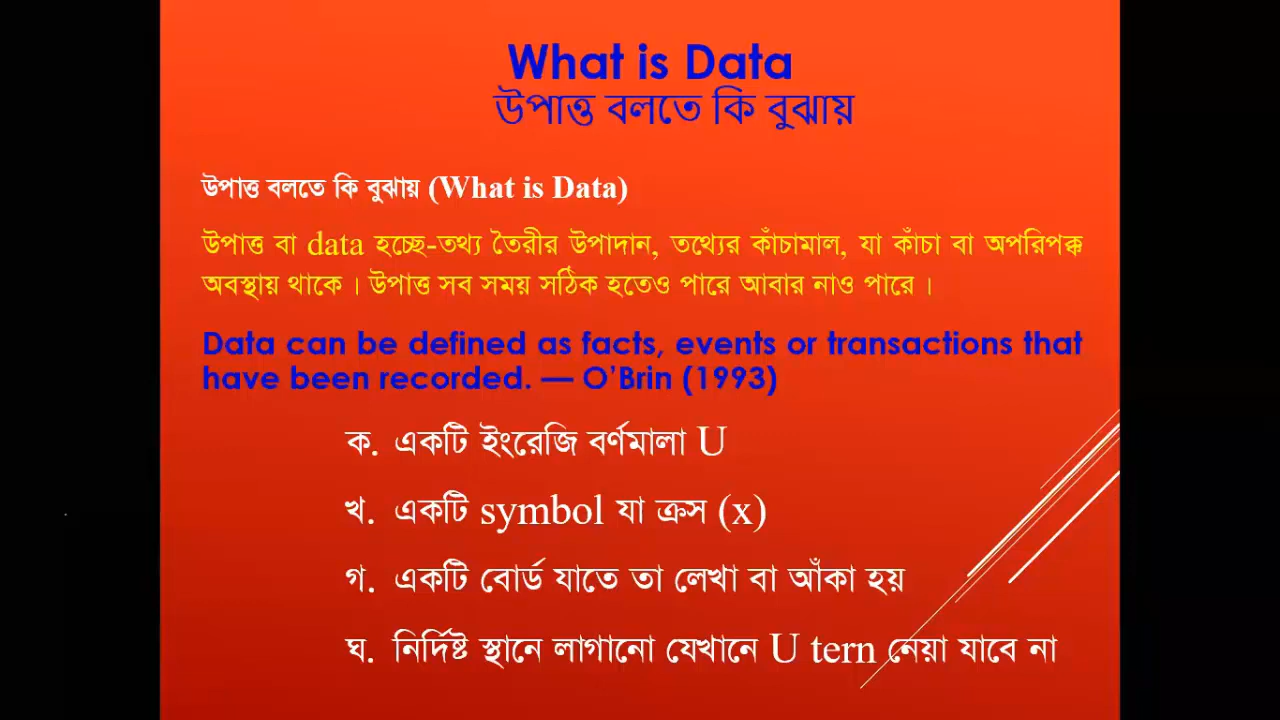 What is Data
উপাত্ত বলতে কি বুঝায়
উপাত্ত বলতে কি বুঝায় (What is Data)
উপাত্ত বা data হচ্ছে-তথ্য তৈরীর উপাদান, তথ্যের কাঁচামাল, যা কাঁচা বা অপরিপক্ক
অবস্থায় থাকে। উপাত্ত সব সময় সঠিক হতেও পারে আবার নাও পারে।
Data can be defined as facts, events or transactions that
have been recorded. — O’Brin (1993)
ক. একটি ইংরেজি বর্ণমালা U
খ. একটি symbol যা ক্রস (x)
গ. একটি বোর্ড যাতে তা লেখা বা আঁকা হয়
ঘ. নির্দিষ্ট স্থানে লাগানো যেখানে U tern নেয়া যাবে না